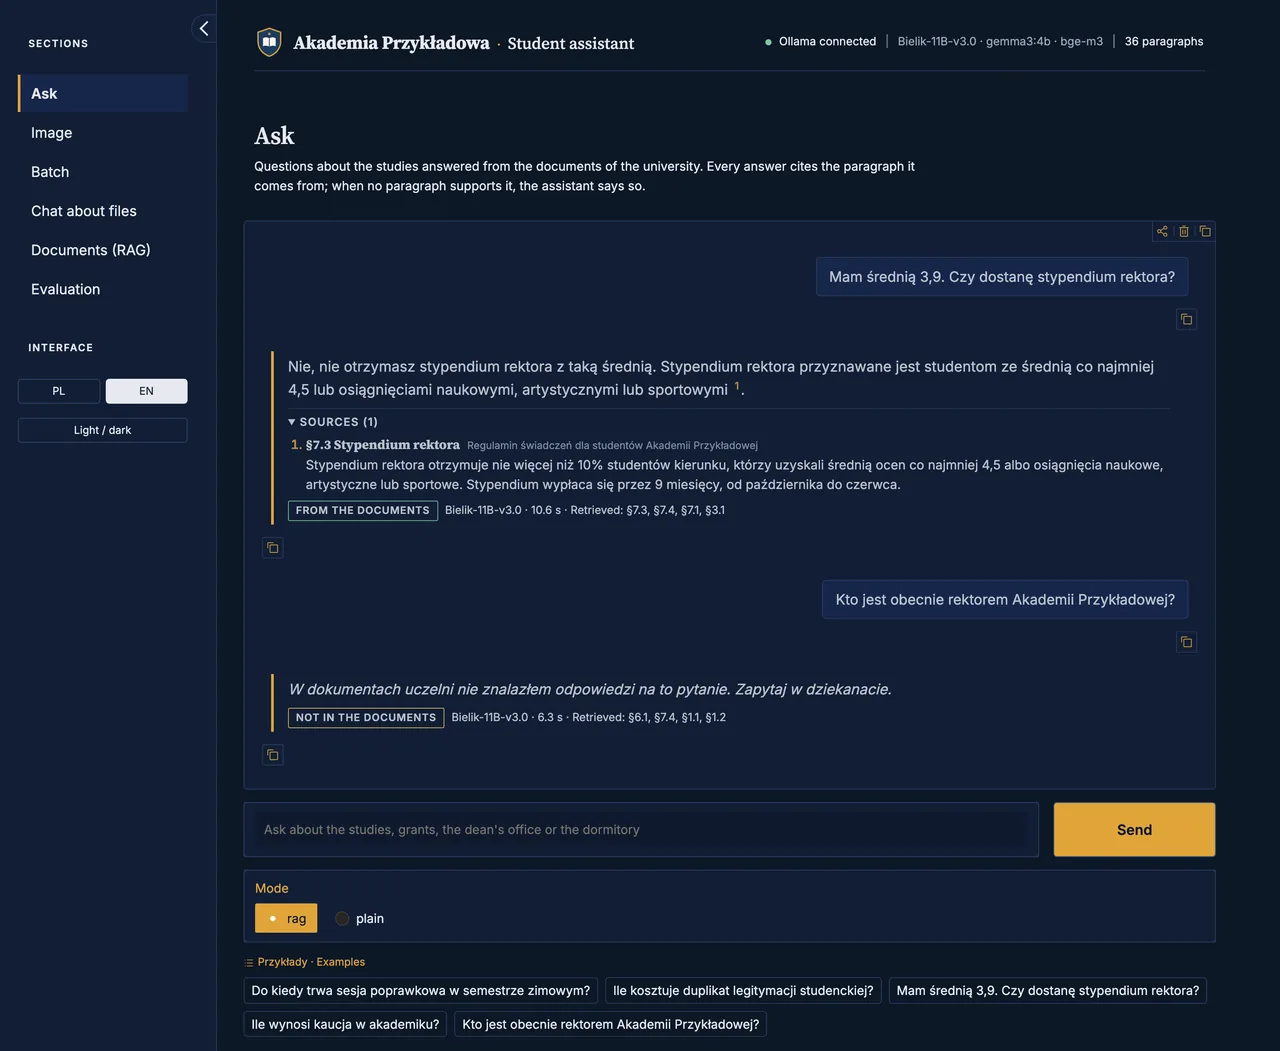 SECTIONS
Ask
Image
Batch
Chat about files
Documents (RAG)
Evaluation
INTERFACE
PL
EN
Light / dark
Akademia Przykładowa · Student assistant
Ollama connected
Bielik-11B-v3.0 · gemma3:4b · bge-m3
36 paragraphs
Ask
Questions about the studies answered from the documents of the university. Every answer cites the paragraph it
comes from; when no paragraph supports it, the assistant says so.
Mam średnią 3,9. Czy dostanę stypendium rektora?
Nie, nie otrzymasz stypendium rektora z taką średnią. Stypendium rektora przyznawane jest studentom ze średnią co najmniej
4,5 lub osiągnięciami naukowymi, artystycznymi lub sportowymi 1.
▼ SOURCES (1)
1. §7.3 Stypendium rektora Regulamin świadczeń dla studentów Akademii Przykładowej
Stypendium rektora otrzymuje nie więcej niż 10% studentów kierunku, którzy uzyskali średnią ocen co najmniej 4,5 albo osiągnięcia naukowe,
artystyczne lub sportowe. Stypendium wypłaca się przez 9 miesięcy, od października do czerwca.
FROM THE DOCUMENTS Bielik-11B-v3.0 · 10.6 s · Retrieved: §7.3, §7.4, §7.1, §3.1
Kto jest obecnie rektorem Akademii Przykładowej?
W dokumentach uczelni nie znalazłem odpowiedzi na to pytanie. Zapytaj w dziekanacie.
NOT IN THE DOCUMENTS Bielik-11B-v3.0 · 6.3 s · Retrieved: §6.1, §7.4, §1.1, §1.2
Ask about the studies, grants, the dean's office or the dormitory
Send
Mode
rag
plain
Przykłady · Examples
Do kiedy trwa sesja poprawkowa w semestrze zimowym?
Ile kosztuje duplikat legitymacji studenckiej?
Mam średnią 3,9. Czy dostanę stypendium rektora?
Ile wynosi kaucja w akademiku?
Kto jest obecnie rektorem Akademii Przykładowej?